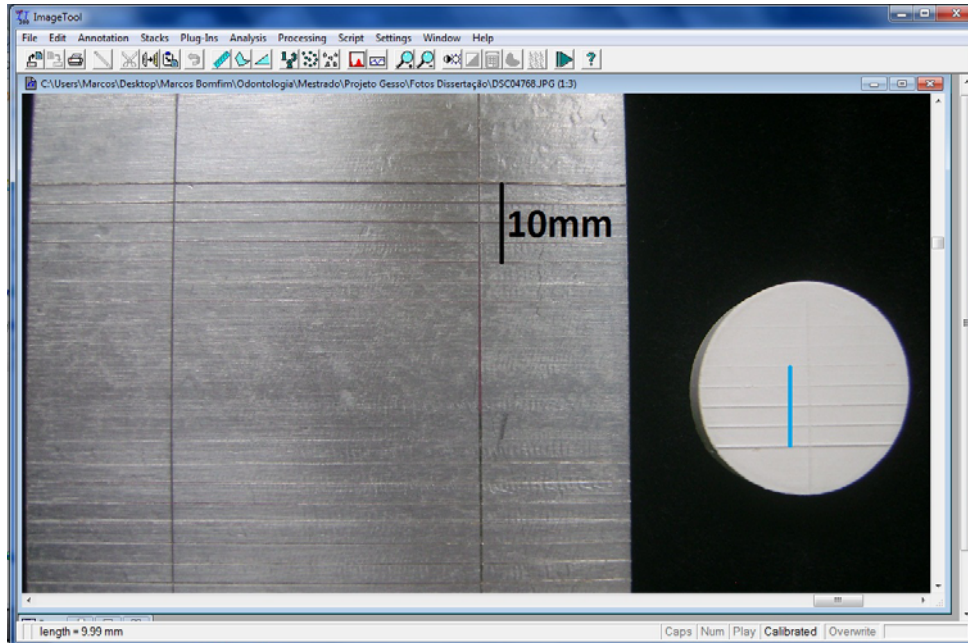 ImageTool
File Edit Annotation Stacks Plug-Ins Analysis Processing Script Settings Window Help
C:\Users\Marcos\Desktop\Marcos Bomfim\Odontologia\Mestrado\Projeto Gesso\Fotos Dissertação\DSC04768.JPG (1:3)
10mm
length = 9.99 mm Caps Num Play Calibrated Overwrite